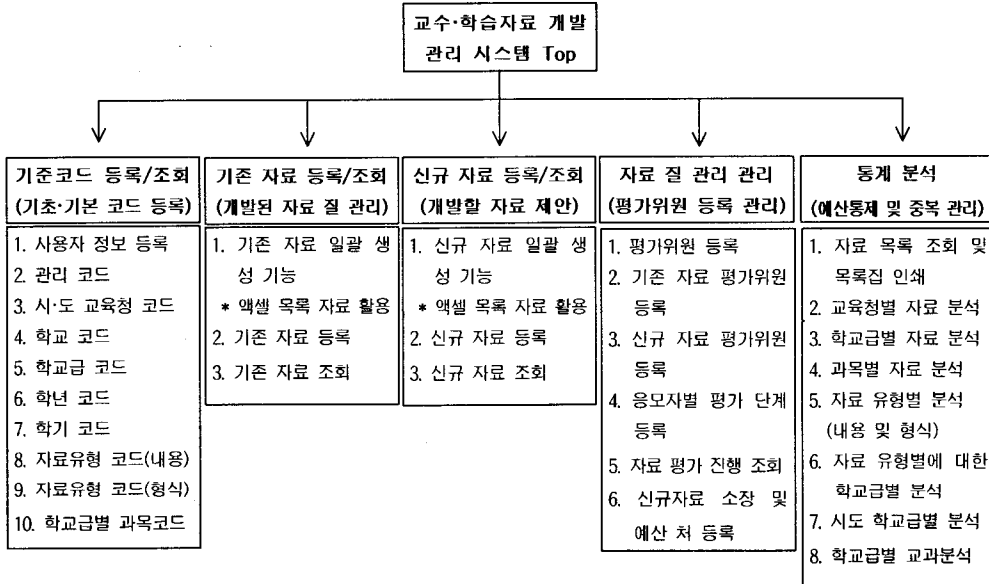 교수·학습자료 개발
관리 시스템 Top
기준코드 등록/조회
(기초·기본 코드 등록)
1. 사용자 정보 등록
2. 관리 코드
3. 시·도 교육청 코드
4. 학교 코드
5. 학교급 코드
6. 학년 코드
7. 학기 코드
8. 자료유형 코드(내용)
9. 자료유형 코드(형식)
10. 학교급별 과목코드
기존 자료 등록/조회
(개발된 자료 질 관리)
1. 기존 자료 일괄 생
성 기능
* 액셀 목록 자료 활용
2. 기존 자료 등록
3. 기존 자료 조회
신규 자료 등록/조회
(개발할 자료 제안)
1. 신규 자료 일괄 생
성 기능
* 액셀 목록 자료 활용
2. 신규 자료 등록
3. 신규 자료 조회
자료 질 관리 관리
(평가위원 등록 관리)
1. 평가위원 등록
2. 기존 자료 평가위원
등록
3. 신규 자료 평가위원
등록
4. 응모자별 평가 단계
등록
5. 자료 평가 진행 조회
6. 신규자료 소장 및
예산 처 등록
통계 분석
(예산통제 및 중복 관리)
1. 자료 목록 조회 및
목록집 인쇄
2. 교육청별 자료 분석
3. 학교급별 자료 분석
4. 과목별 자료 분석
5. 자료 유형별 분석
(내용 및 형식)
6. 자료 유형별에 대한
학교급별 분석
7. 시도 학교급별 분석
8. 학교급별 교과분석